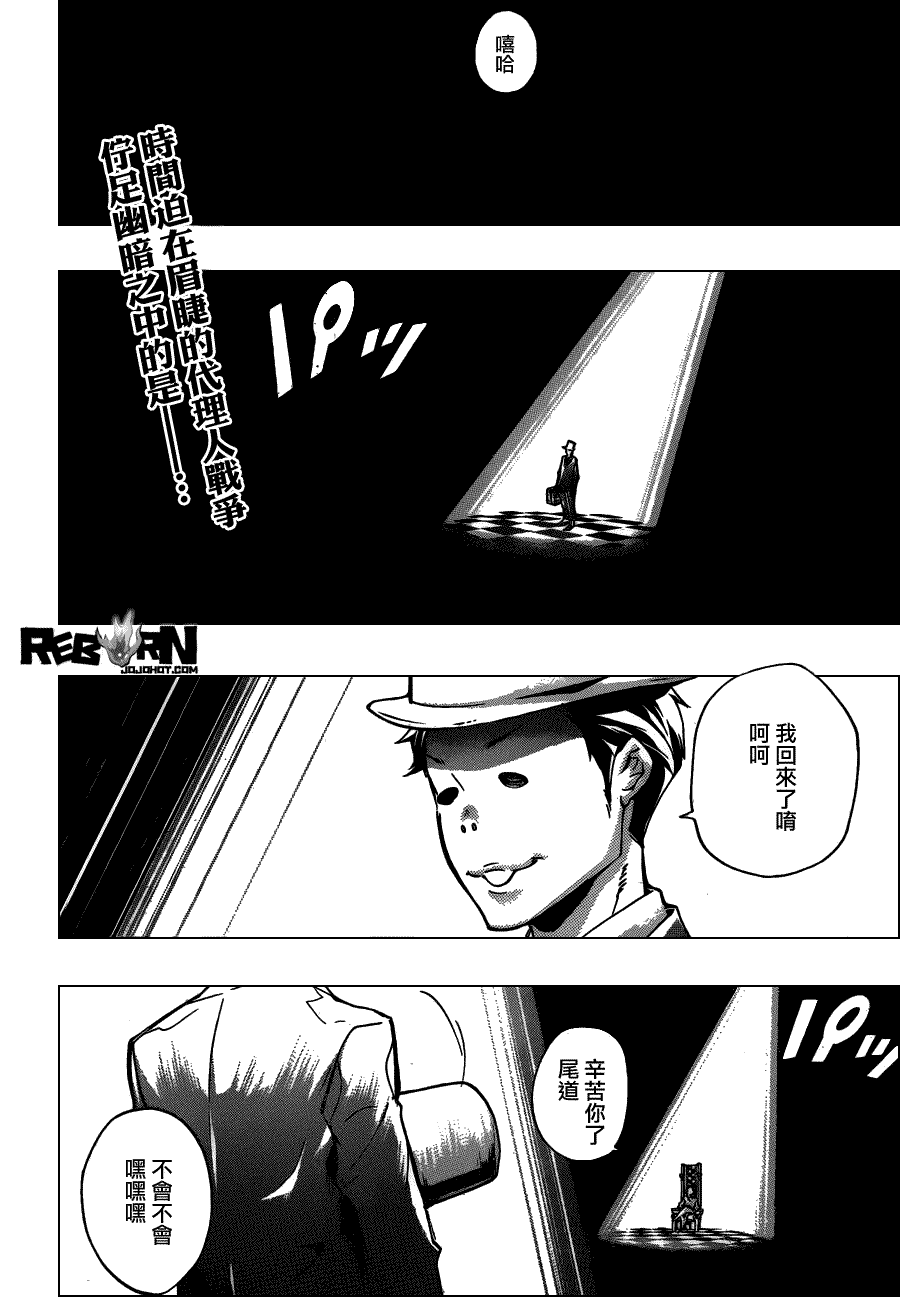 嘻
哈
時間迫在眉睫的代理人戰爭
佇足幽暗之中的是———…
パッ
REBORN
JOJOHOT.COM
我回來了唷
呵呵
パッ
辛苦你了
尾道
不會不會
嘿嘿嘿